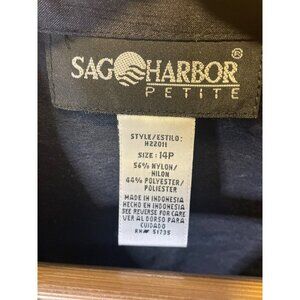 SAG HARBOR®
PETITE
STYLE/ESTILO:
H22011
SIZE: 14P
56% NYLON/
NILON
44% POLYESTER/
POLIESTER
MADE IN INDONESIA
HECHO EN INDONESIA
SEE REVERSE FOR CARE
VER AL DORSO PARA
CUIDADO
RN# 51735